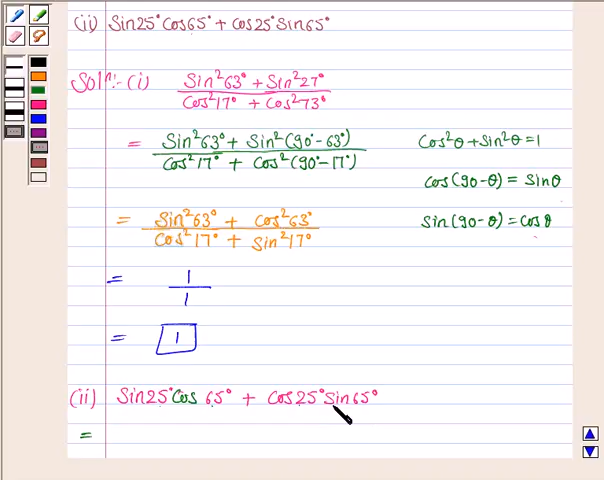 (ii) Sin25° Cos65° + Cos25° Sin65°
Solⁿ:- (i) Sin²63° + Sin²27°
Cos²17° + Cos²73°
= Sin²63° + Sin²(90°-63°)
Cos²17° + Cos²(90°-17°)
Cos²θ + Sin²θ = 1
Cos(90-θ) = Sinθ
= Sin²63° + Cos²63°
Cos²17° + Sin²17°
Sin(90-θ) = Cosθ
= 1
1
= 1
(ii) Sin25° Cos 65° + Cos25° Sin65°
=